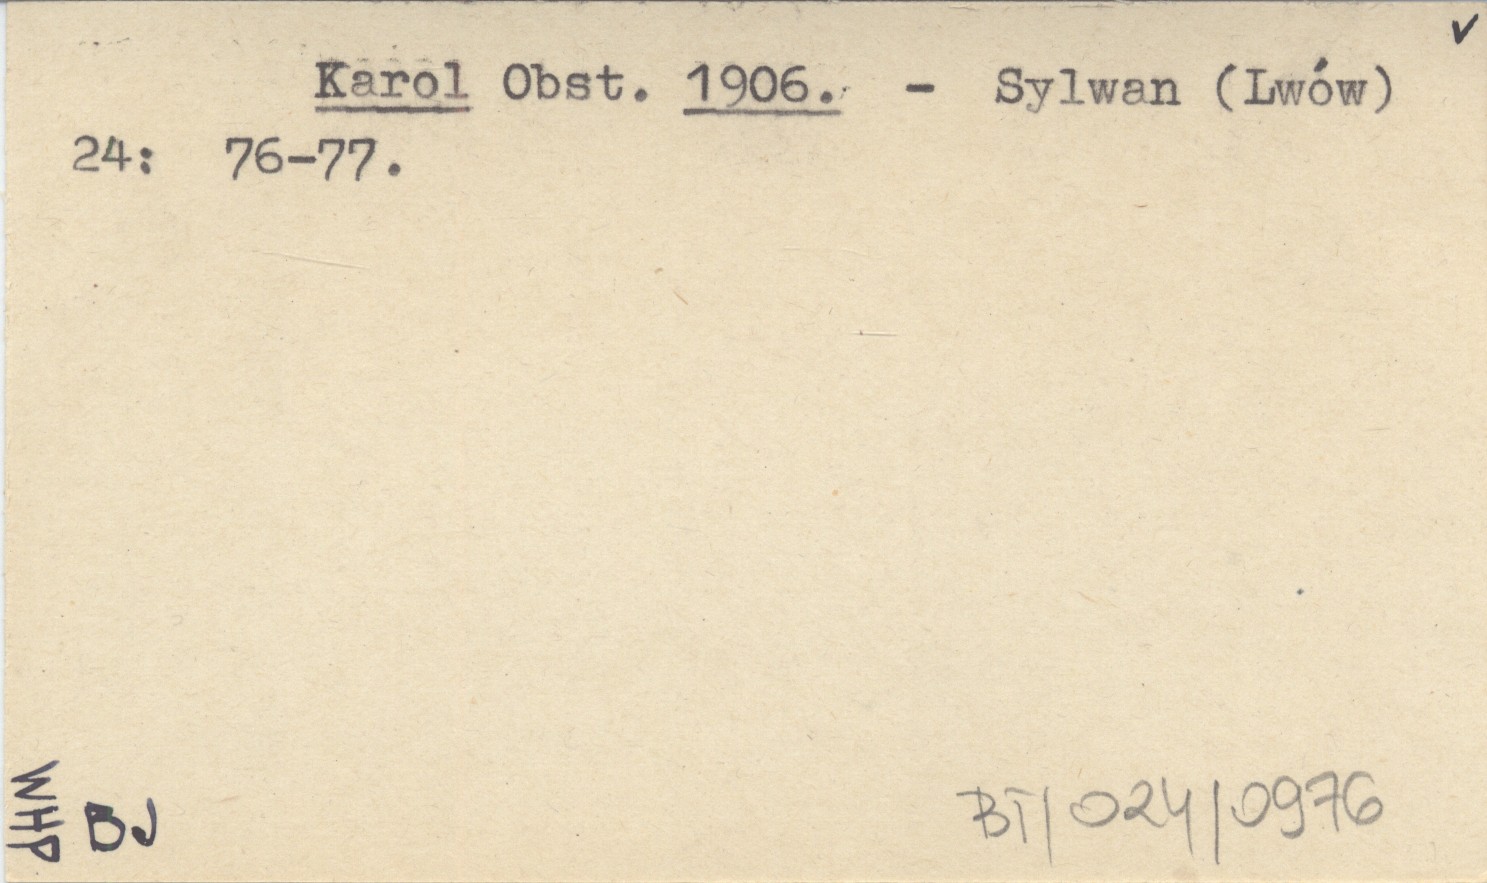 ✓
Karol Obst. 1906. - Sylwan (Lwów)
24: 76-77.
WHP
BJ
BT/024/0976